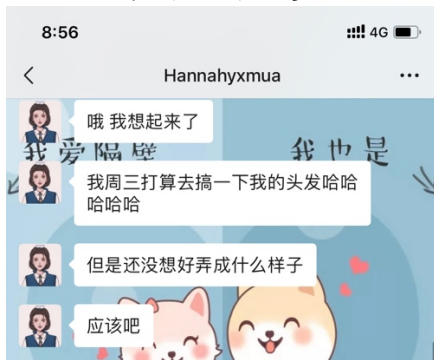 8:56
4G
Hannahyxmua
哦 我想起来了
我爱隔壁
我也是
我周三打算去搞一下我的头发哈哈
哈哈哈
但是还没想好弄成什么样子
应该吧